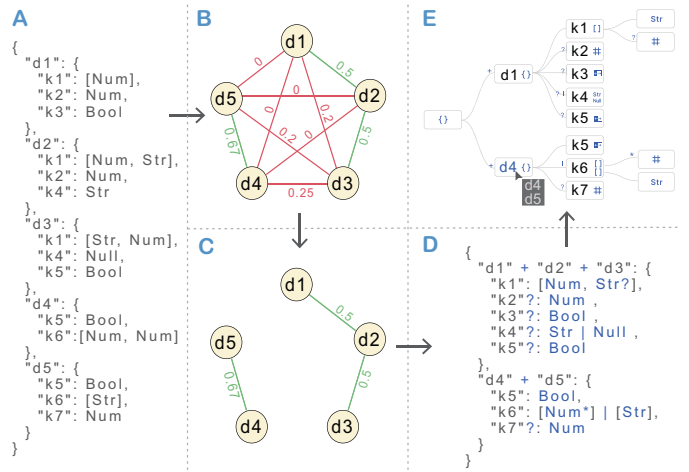 A
{
"d1": {
"k1": [Num],
"k2": Num,
"k3": Bool
},
"d2": {
"k1": [Num, Str],
"k2": Num,
"k4": Str
},
"d3": {
"k1": [Str, Num],
"k4": Null,
"k5": Bool
},
"d4": {
"k5": Bool,
"k6":[Num, Num]
},
"d5": {
"k5": Bool,
"k6": [Str],
"k7": Num
}
}
B
d1
d2
d3
d4
d5
0
0.5
0
0
0.2
0.2
0
0.67
0.5
0.25
C
d1
d2
d3
d4
d5
0.5
0.67
0.5
D
{
"d1" + "d2" + "d3": {
"k1": [Num, Str?],
"k2"?: Num ,
"k3"?: Bool ,
"k4"?: Str | Null ,
"k5"?: Bool
},
"d4" + "d5": {
"k5": Bool,
"k6": [Num*] | [Str],
"k7"?: Num
}
}
E
{}
+
d1 {}
k1 []
Str
? #
? k2 #
? k3
?! k4 Str
Null
? k5
d4 {}
d4
d5
k5
! k6 []
[]
* #
Str
? k7 #